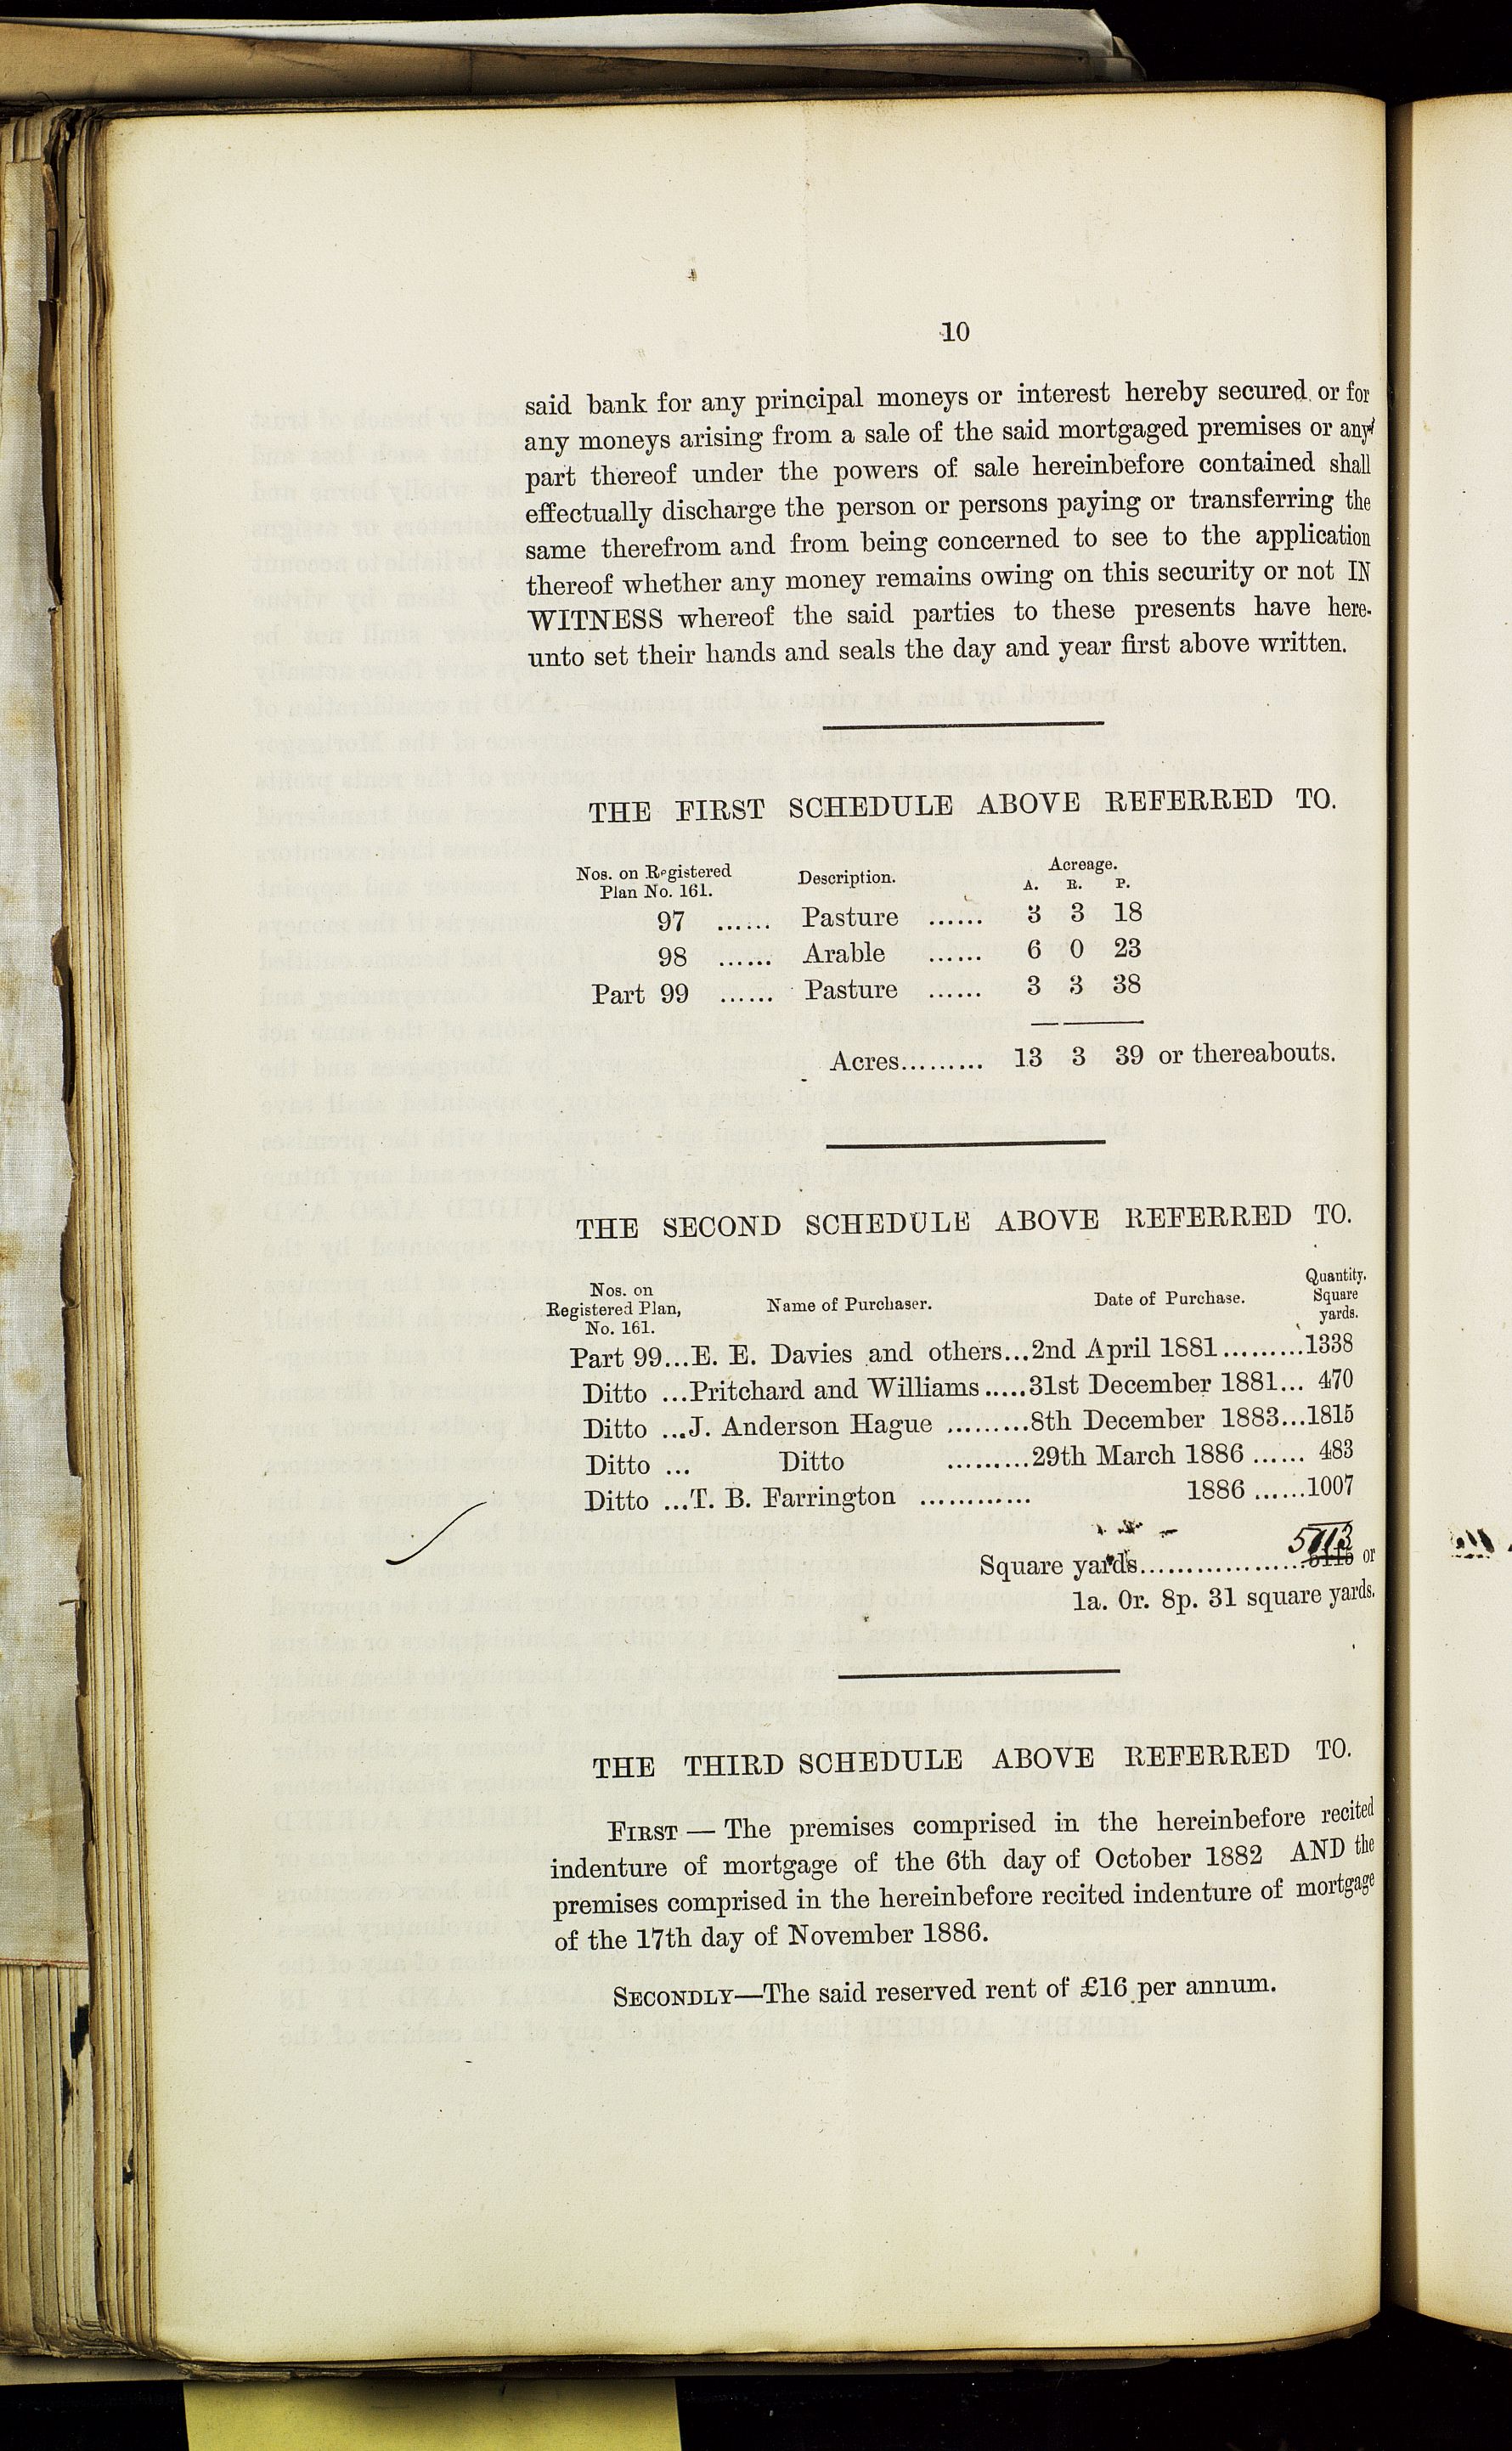 10
said bank for any principal moneys or interest hereby secured or for
any moneys arising from a sale of the said mortgaged premises or any
part thereof under the powers of sale hereinbefore contained shall
effectually discharge the person or persons paying or transferring the
same therefrom and from being concerned to see to the application
thereof whether any money remains owing on this security or not IN
WITNESS whereof the said parties to these presents have here-
unto set their hands and seals the day and year first above written.
THE FIRST SCHEDULE ABOVE REFERRED TO.
Nos. on Registered Plan No. 161. Description. Acreage.
A. R. P.
97 ...... Pasture ...... 3 3 18
98 ...... Arable ...... 6 0 23
Part 99 ...... Pasture ...... 3 3 38
Acres......... 13 3 39 or thereabouts.
THE SECOND SCHEDULE ABOVE REFERRED TO.
Nos. on Registered Plan, No. 161. Name of Purchaser. Date of Purchase. Quantity. Square yards.
Part 99...E. E. Davies and others...2nd April 1881.........1338
Ditto ...Pritchard and Williams.....31st December 1881... 470
Ditto ...J. Anderson Hague .........8th December 1883...1815
Ditto ... Ditto .........29th March 1886 ...... 483
Ditto ...T. B. Farrington ............ 1886 ......1007
Square yards.................. 5113 or
1a. 0r. 8p. 31 square yards.
THE THIRD SCHEDULE ABOVE REFERRED TO.
FIRST — The premises comprised in the hereinbefore recited
indenture of mortgage of the 6th day of October 1882 AND the
premises comprised in the hereinbefore recited indenture of mortgage
of the 17th day of November 1886.
SECONDLY—The said reserved rent of £16 per annum.